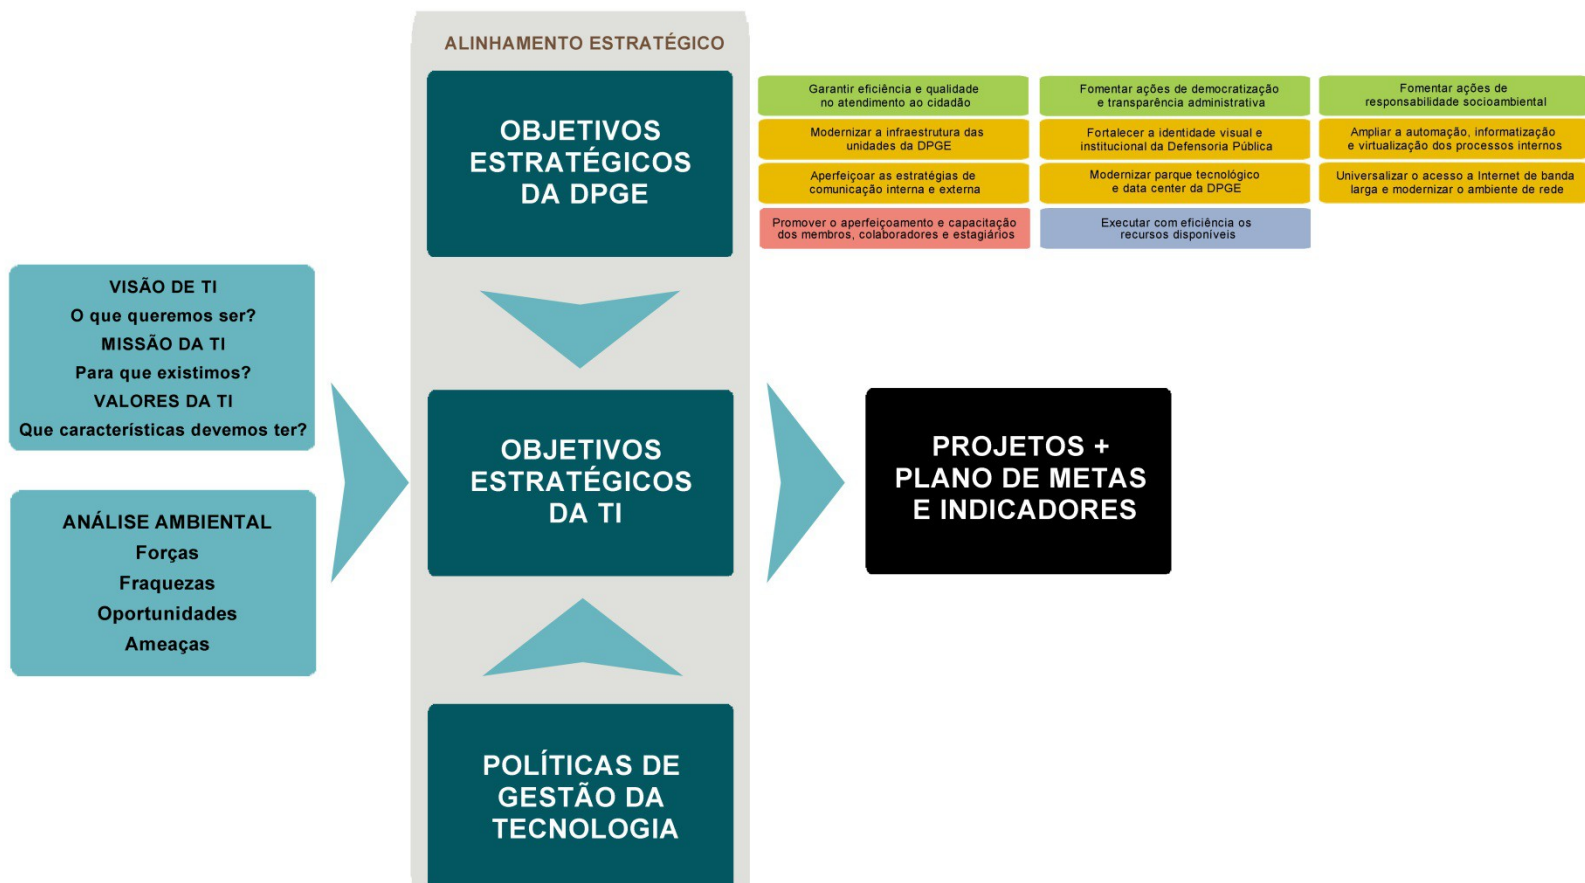 ALINHAMENTO ESTRATÉGICO
OBJETIVOS
ESTRATÉGICOS
DA DPGE
Garantir eficiência e qualidade
no atendimento ao cidadão
Fomentar ações de democratização
e transparência administrativa
Fomentar ações de
responsabilidade socioambiental
Modernizar a infraestrutura das
unidades da DPGE
Fortalecer a identidade visual e
institucional da Defensoria Pública
Ampliar a automação, informatização
e virtualização dos processos internos
Aperfeiçoar as estratégias de
comunicação interna e externa
Modernizar parque tecnológico
e data center da DPGE
Universalizar o acesso a Internet de banda
larga e modernizar o ambiente de rede
Promover o aperfeiçoamento e capacitação
dos membros, colaboradores e estagiários
Executar com eficiência os
recursos disponíveis
VISÃO DE TI
O que queremos ser?
MISSÃO DA TI
Para que existimos?
VALORES DA TI
Que características devemos ter?
ANÁLISE AMBIENTAL
Forças
Fraquezas
Oportunidades
Ameaças
OBJETIVOS
ESTRATÉGICOS
DA TI
PROJETOS +
PLANO DE METAS
E INDICADORES
POLÍTICAS DE
GESTÃO DA
TECNOLOGIA